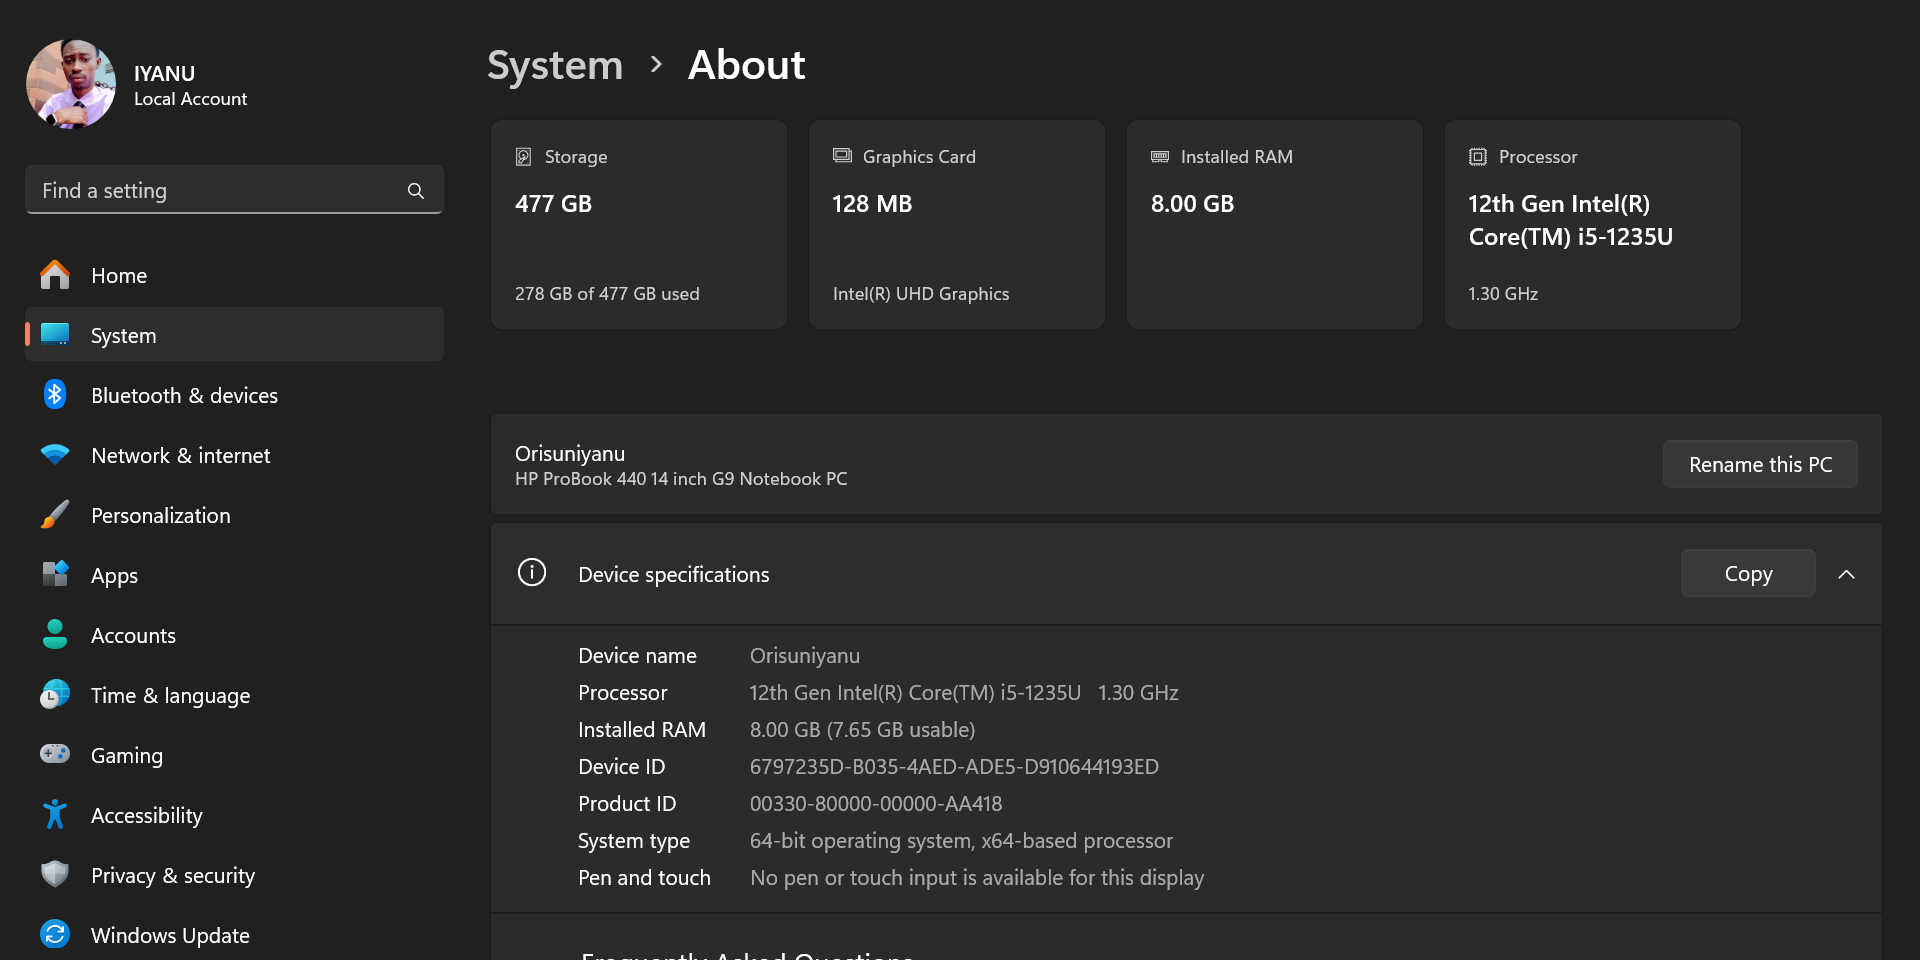 IYANU
Local Account
Find a setting
Home
System
Bluetooth & devices
Network & internet
Personalization
Apps
Accounts
Time & language
Gaming
Accessibility
Privacy & security
Windows Update
System > About
Storage
477 GB
278 GB of 477 GB used
Graphics Card
128 MB
Intel(R) UHD Graphics
Installed RAM
8.00 GB
Processor
12th Gen Intel(R)
Core(TM) i5-1235U
1.30 GHz
Orisuniyanu
HP ProBook 440 14 inch G9 Notebook PC
Rename this PC
Device specifications
Copy
Device name Orisuniyanu
Processor 12th Gen Intel(R) Core(TM) i5-1235U 1.30 GHz
Installed RAM 8.00 GB (7.65 GB usable)
Device ID 6797235D-B035-4AED-ADE5-D910644193ED
Product ID 00330-80000-00000-AA418
System type 64-bit operating system, x64-based processor
Pen and touch No pen or touch input is available for this display
Frequently Asked Questions